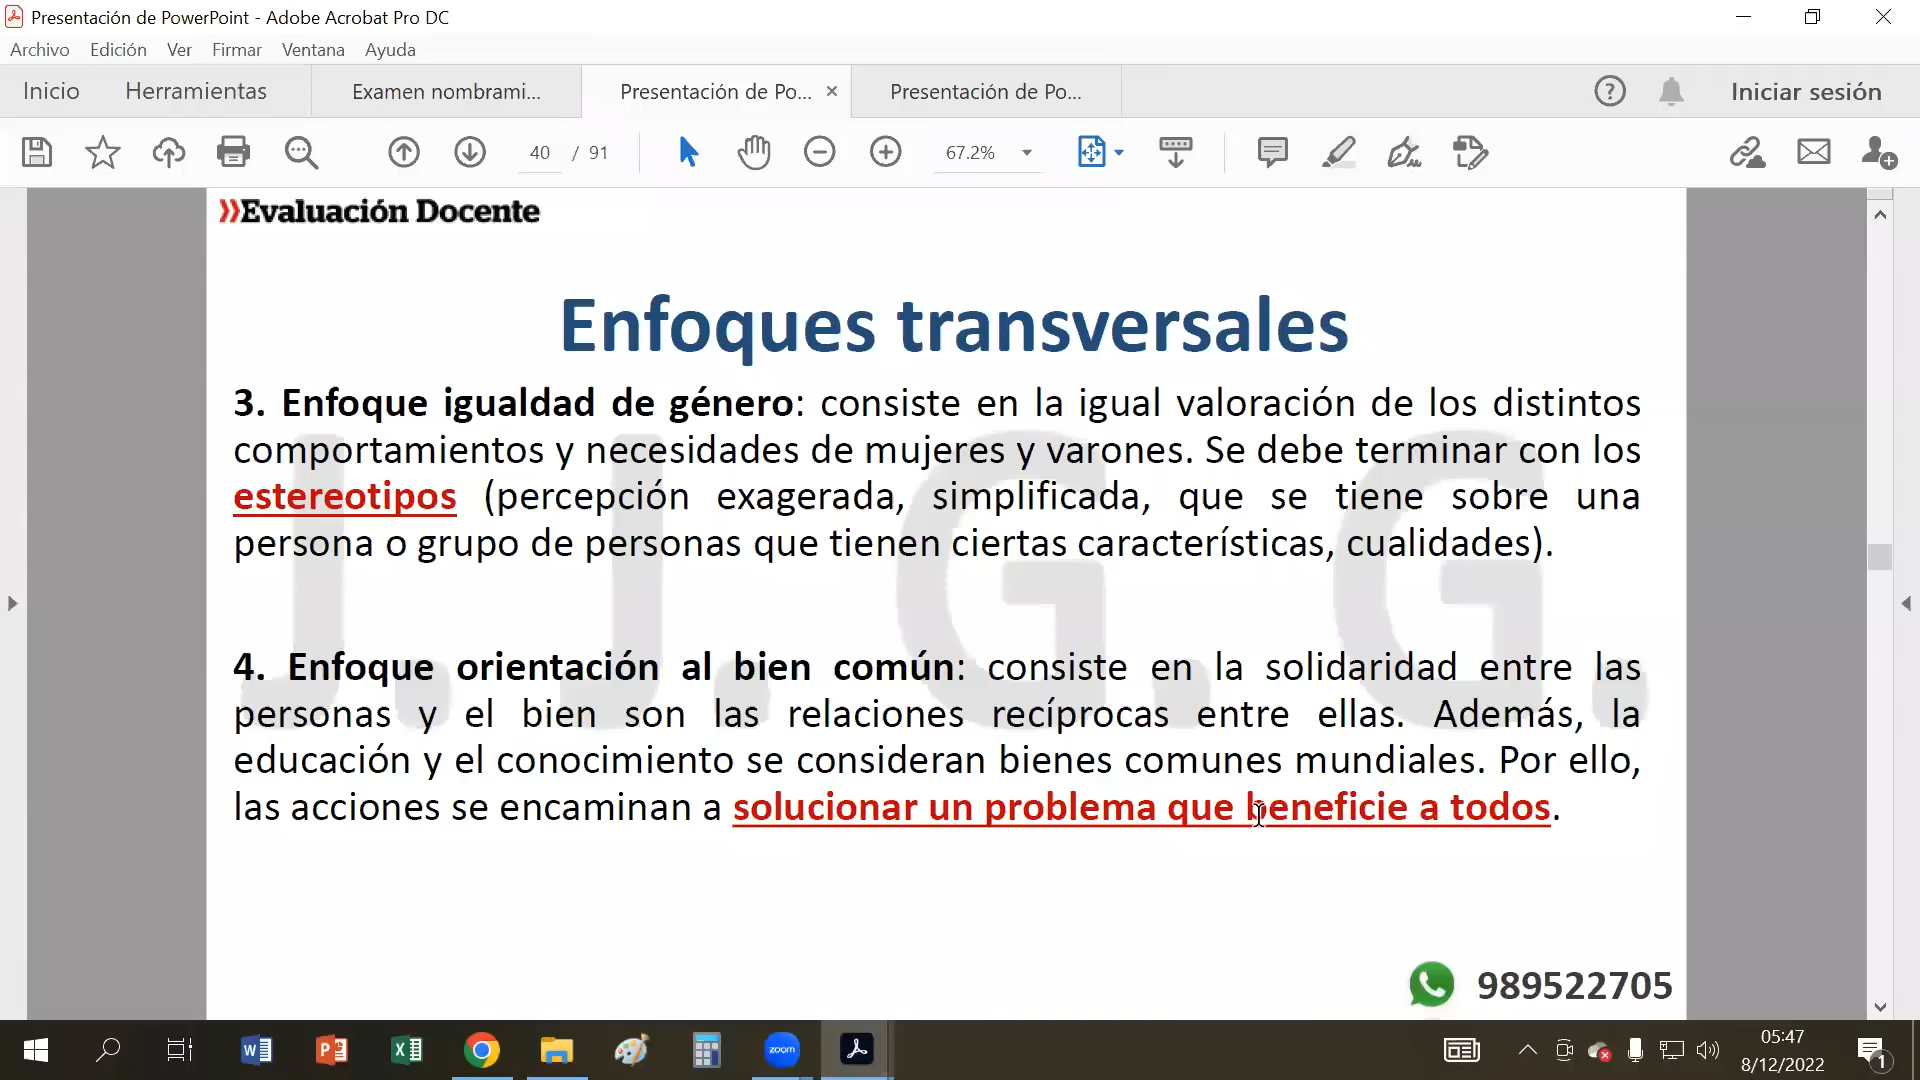 Presentación de PowerPoint - Adobe Acrobat Pro DC
Archivo Edición Ver Firmar Ventana Ayuda
Inicio Herramientas Examen nombrami... Presentación de Po... × Presentación de Po... ? Iniciar sesión
40 / 91 67.2%
Evaluación Docente
Enfoques transversales
3. Enfoque igualdad de género: consiste en la igual valoración de los distintos
comportamientos y necesidades de mujeres y varones. Se debe terminar con los
estereotipos (percepción exagerada, simplificada, que se tiene sobre una
persona o grupo de personas que tienen ciertas características, cualidades).
J. J. G. G.
4. Enfoque orientación al bien común: consiste en la solidaridad entre las
personas y el bien son las relaciones recíprocas entre ellas. Además, la
educación y el conocimiento se consideran bienes comunes mundiales. Por ello,
las acciones se encaminan a solucionar un problema que beneficie a todos.
989522705
zoom
05:47
8/12/2022
1